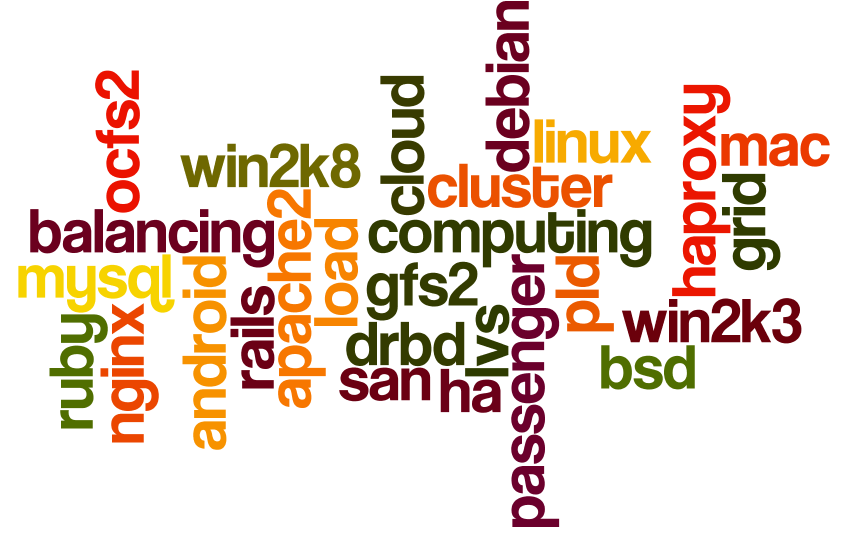 debian
ocfs2
cloud
haproxy
linux
mac
win2k8
cluster
grid
apache2
balancing
load
computing
mysql
android
gfs2
passenger
pld
rails
win2k3
ruby
nginx
drbd
lvs
san
ha
bsd